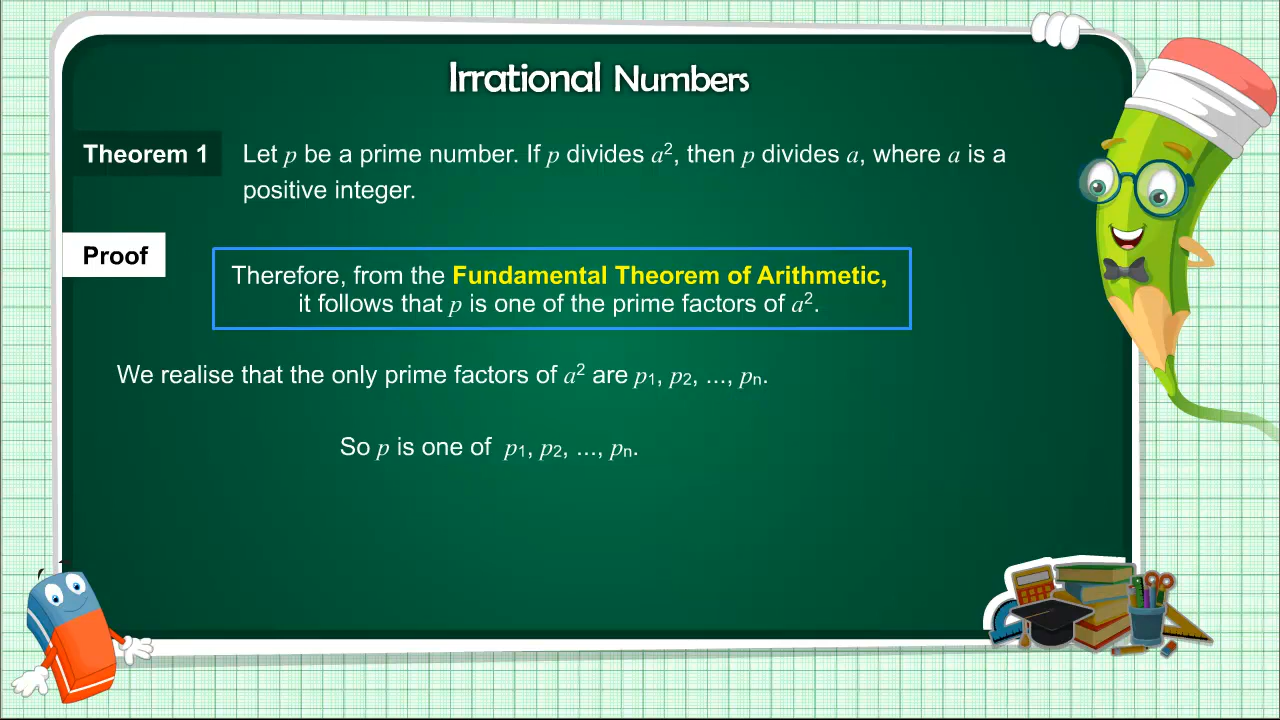 Irrational Numbers
Theorem 1
Let p be a prime number. If p divides a², then p divides a, where a is a
positive integer.
Proof
Therefore, from the Fundamental Theorem of Arithmetic,
it follows that p is one of the prime factors of a².
We realise that the only prime factors of a² are p₁, p₂, ..., pₙ.
So p is one of p₁, p₂, ..., pₙ.